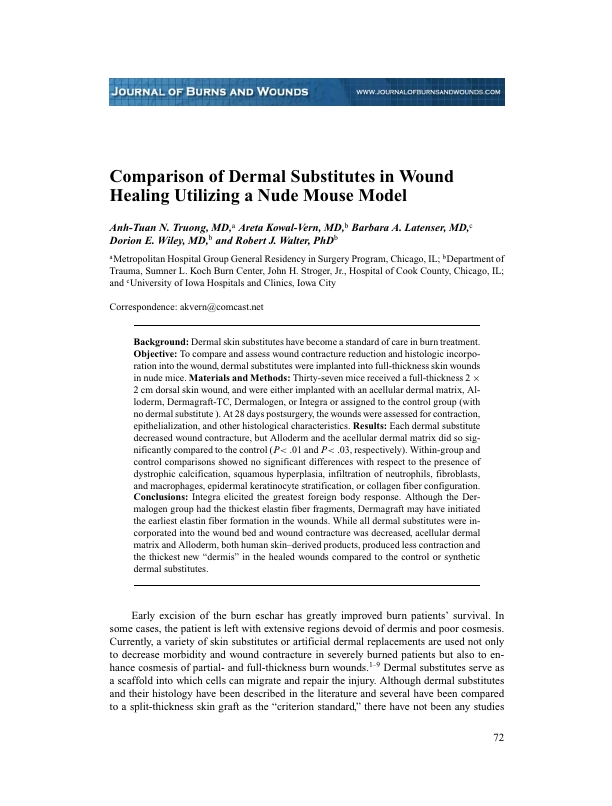 JOURNAL OF BURNS AND WOUNDS
WWW.JOURNALOFBURNSANDWOUNDS.COM
Comparison of Dermal Substitutes in Wound
Healing Utilizing a Nude Mouse Model
Anh-Tuan N. Truong, MD,a Areta Kowal-Vern, MD,b Barbara A. Latenser, MD,c
Dorion E. Wiley, MD,b and Robert J. Walter, PhDb
aMetropolitan Hospital Group General Residency in Surgery Program, Chicago, IL; bDepartment of
Trauma, Sumner L. Koch Burn Center, John H. Stroger, Jr., Hospital of Cook County, Chicago, IL;
and cUniversity of Iowa Hospitals and Clinics, Iowa City
Correspondence: akvern@comcast.net
Background: Dermal skin substitutes have become a standard of care in burn treatment.
Objective: To compare and assess wound contracture reduction and histologic incorpo-
ration into the wound, dermal substitutes were implanted into full-thickness skin wounds
in nude mice. Materials and Methods: Thirty-seven mice received a full-thickness 2 ×
2 cm dorsal skin wound, and were either implanted with an acellular dermal matrix, Al-
loderm, Dermagraft-TC, Dermalogen, or Integra or assigned to the control group (with
no dermal substitute ). At 28 days postsurgery, the wounds were assessed for contraction,
epithelialization, and other histological characteristics. Results: Each dermal substitute
decreased wound contracture, but Alloderm and the acellular dermal matrix did so sig-
nificantly compared to the control (P < .01 and P < .03, respectively). Within-group and
control comparisons showed no significant differences with respect to the presence of
dystrophic calcification, squamous hyperplasia, infiltration of neutrophils, fibroblasts,
and macrophages, epidermal keratinocyte stratification, or collagen fiber configuration.
Conclusions: Integra elicited the greatest foreign body response. Although the Der-
malogen group had the thickest elastin fiber fragments, Dermagraft may have initiated
the earliest elastin fiber formation in the wounds. While all dermal substitutes were in-
corporated into the wound bed and wound contracture was decreased, acellular dermal
matrix and Alloderm, both human skin–derived products, produced less contraction and
the thickest new “dermis” in the healed wounds compared to the control or synthetic
dermal substitutes.
Early excision of the burn eschar has greatly improved burn patients’ survival. In
some cases, the patient is left with extensive regions devoid of dermis and poor cosmesis.
Currently, a variety of skin substitutes or artificial dermal replacements are used not only
to decrease morbidity and wound contracture in severely burned patients but also to en-
hance cosmesis of partial- and full-thickness burn wounds.1–9 Dermal substitutes serve as
a scaffold into which cells can migrate and repair the injury. Although dermal substitutes
and their histology have been described in the literature and several have been compared
to a split-thickness skin graft as the “criterion standard,” there have not been any studies
72